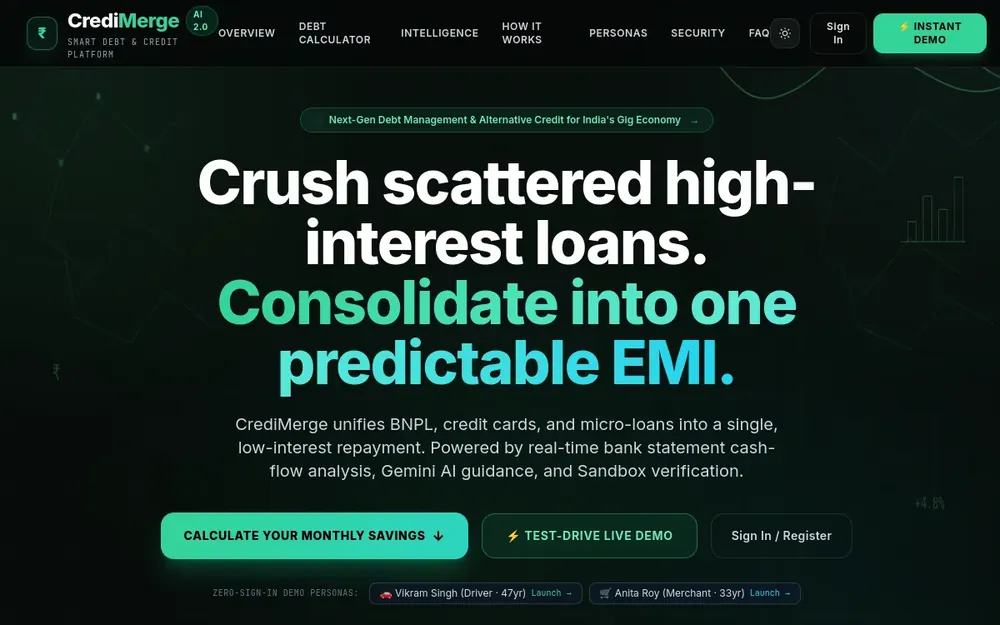 ₹
CrediMerge
AI
2.0
SMART DEBT & CREDIT
PLATFORM
OVERVIEW
DEBT
CALCULATOR
INTELLIGENCE
HOW IT
WORKS
PERSONAS
SECURITY
FAQ
Sign
In
⚡ INSTANT
DEMO
Next-Gen Debt Management & Alternative Credit for India's Gig Economy →
Crush scattered high-
interest loans.
Consolidate into one
predictable EMI.
₹
CrediMerge unifies BNPL, credit cards, and micro-loans into a single,
low-interest repayment. Powered by real-time bank statement cash-
flow analysis, Gemini AI guidance, and Sandbox verification.
+4.8%
CALCULATE YOUR MONTHLY SAVINGS ↓
⚡ TEST-DRIVE LIVE DEMO
Sign In / Register
ZERO-SIGN-IN DEMO PERSONAS:
🚗 Vikram Singh (Driver · 47yr) Launch →
🛒 Anita Roy (Merchant · 33yr) Launch →